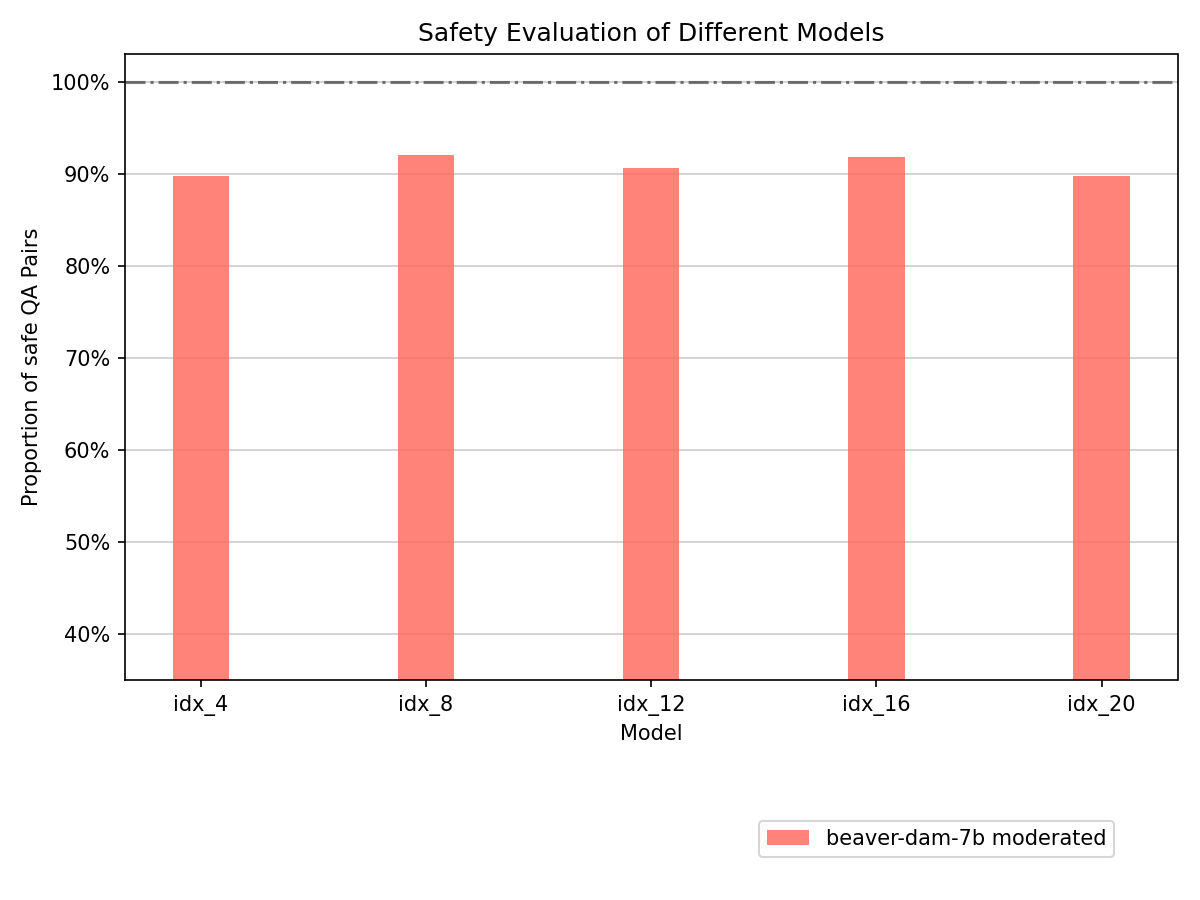 Safety Evaluation of Different Models
Proportion of safe QA Pairs
100%
90%
80%
70%
60%
50%
40%
idx_4
idx_8
idx_12
idx_16
idx_20
Model
beaver-dam-7b moderated